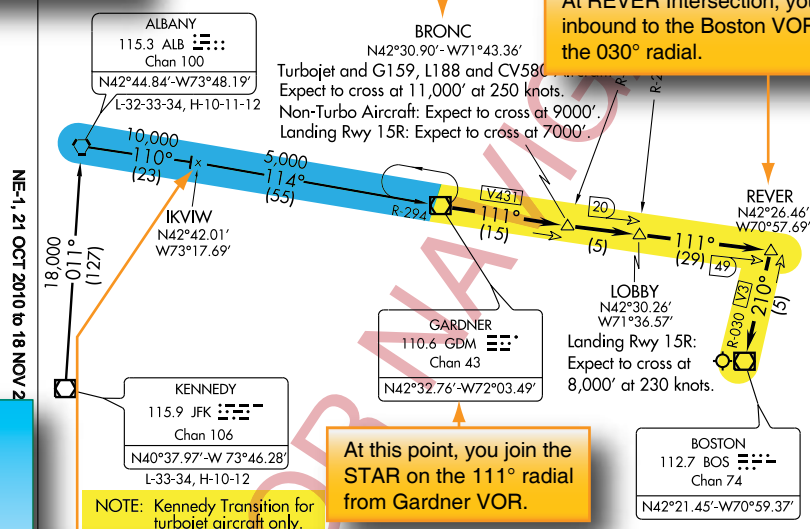 ALBANY
115.3 ALB
Chan 100
N42°44.84'-W73°48.19'
L-32-33-34, H-10-11-12
BRONC
N42°30.90'-W71°43.36'
Turbojet and G159, L188 and CV580
Expect to cross at 11,000' at 250 knots.
Non-Turbo Aircraft: Expect to cross at 9000'.
Landing Rwy 15R: Expect to cross at 7000'.
At REVER intersection, you
inbound to the Boston VOR
the 030° radial.
10,000
110°
(23)
5,000
114°
(55)
IKVIW
N42°42.01'
W73°17.69'
R-294
V431
111°
(15)
20
(5)
111°
(29)
49
REVER
N42°26.46'
W70°57.69'
LOBBY
N42°30.26'
W71°36.57'
Landing Rwy 15R:
Expect to cross at
8,000' at 230 knots.
R-030
V3
210°
(5)
18,000
011°
(127)
NE-1, 21 OCT 2010 to 18 NOV 2
GARDNER
110.6 GDM
Chan 43
N42°32.76'-W72°03.49'
KENNEDY
115.9 JFK
Chan 106
N40°37.97'-W 73°46.28'
L-33-34, H-10-12
NOTE: Kennedy Transition for
turbojet aircraft only.
At this point, you join the
STAR on the 111° radial
from Gardner VOR.
BOSTON
112.7 BOS
Chan 74
N42°21.45'-W70°59.37'
OR NAVIG